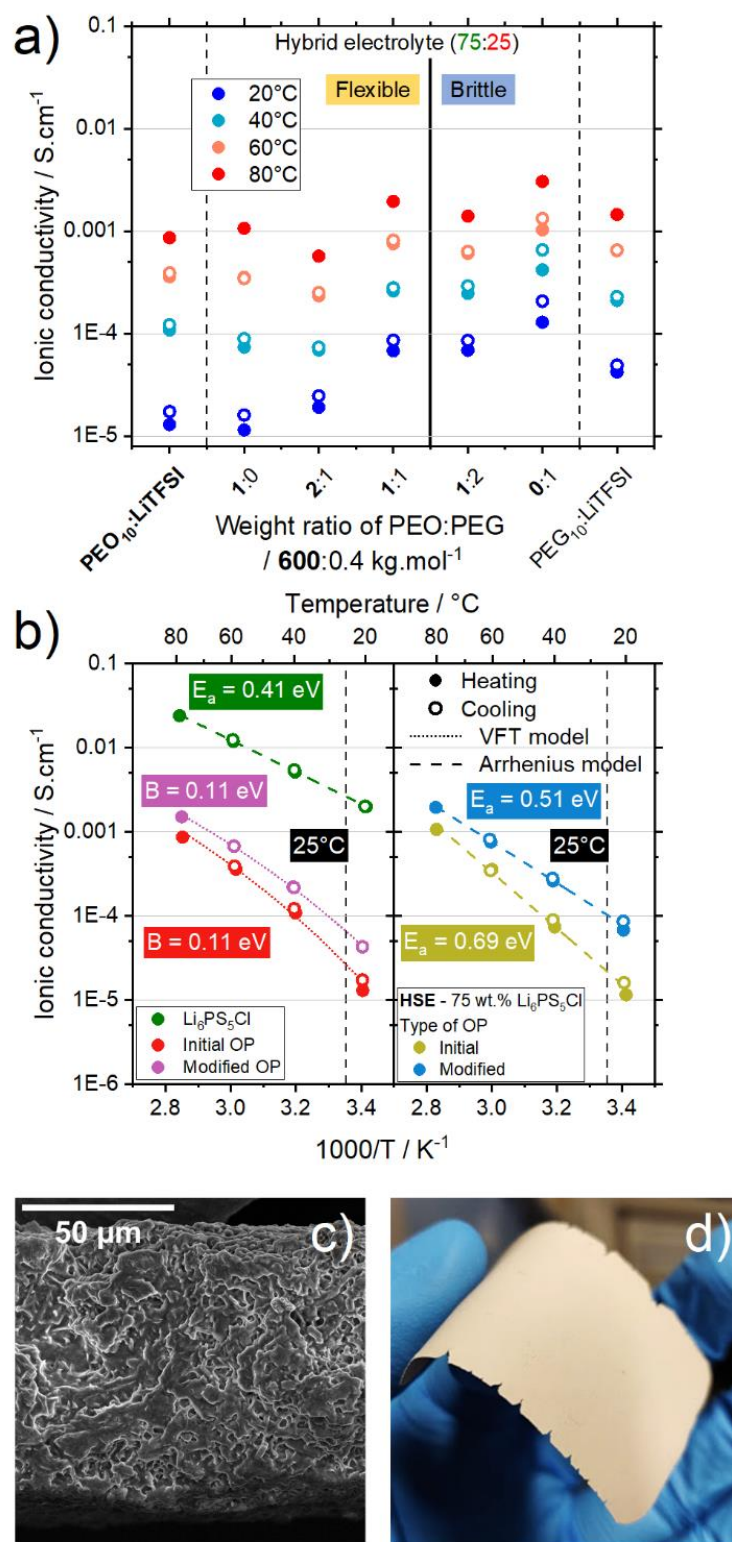 a)
Hybrid electrolyte (75:25)
0.1
0.01
0.001
1E-4
1E-5
Ionic conductivity / S.cm⁻¹
20°C
40°C
60°C
80°C
Flexible
Brittle
PEO₁₀:LiTFSI
1:0
2:1
1:1
1:2
0:1
PEG₁₀:LiTFSI
Weight ratio of PEO:PEG
/ 600:0.4 kg.mol⁻¹
b)
Temperature / °C
80 60 40 20 80 60 40 20
0.1
0.01
0.001
1E-4
1E-5
1E-6
Ionic conductivity / S.cm⁻¹
Eₐ = 0.41 eV
B = 0.11 eV
25°C
B = 0.11 eV
Li₆PS₅Cl
Initial OP
Modified OP
Heating
Cooling
VFT model
Arrhenius model
Eₐ = 0.51 eV
25°C
Eₐ = 0.69 eV
HSE - 75 wt.% Li₆PS₅Cl
Type of OP
Initial
Modified
2.8 3.0 3.2 3.4 2.8 3.0 3.2 3.4
1000/T / K⁻¹
50 µm
c)
d)